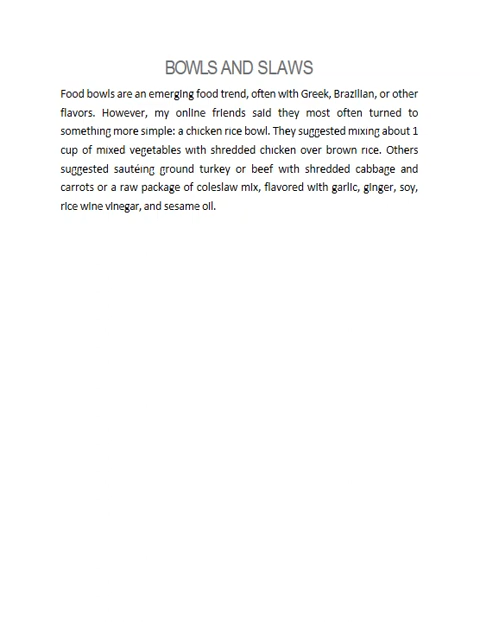 BOWLS AND SLAWS
Food bowls are an emerging food trend, often with Greek, Brazilian, or other
flavors. However, my online friends said they most often turned to
something more simple: a chicken rice bowl. They suggested mixing about 1
cup of mixed vegetables with shredded chicken over brown rice. Others
suggested sautéing ground turkey or beef with shredded cabbage and
carrots or a raw package of coleslaw mix, flavored with garlic, ginger, soy,
rice wine vinegar, and sesame oil.